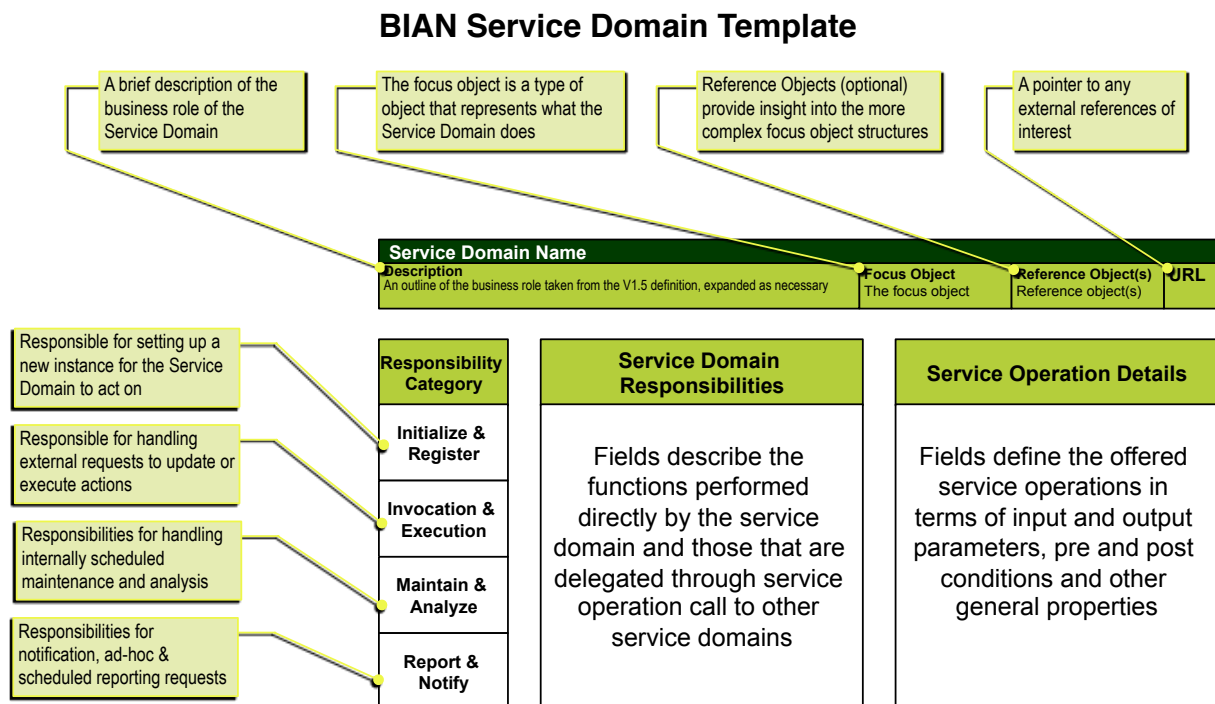 BIAN Service Domain Template
A brief description of the
business role of the
Service Domain
The focus object is a type of
object that represents what the
Service Domain does
Reference Objects (optional)
provide insight into the more
complex focus object structures
A pointer to any
external references of
interest
Service Domain Name
Description
An outline of the business role taken from the V1.5 definition, expanded as necessary
Focus Object
The focus object
Reference Object(s)
Reference object(s)
URL
Responsible for setting up a
new instance for the Service
Domain to act on
Responsible for handling
external requests to update or
execute actions
Responsibilities for handling
internally scheduled
maintenance and analysis
Responsibilities for
notification, ad-hoc &
scheduled reporting requests
Responsibility
Category
Initialize &
Register
Invocation &
Execution
Maintain &
Analyze
Report &
Notify
Service Domain
Responsibilities
Fields describe the
functions performed
directly by the service
domain and those that are
delegated through service
operation call to other
service domains
Service Operation Details
Fields define the offered
service operations in
terms of input and output
parameters, pre and post
conditions and other
general properties